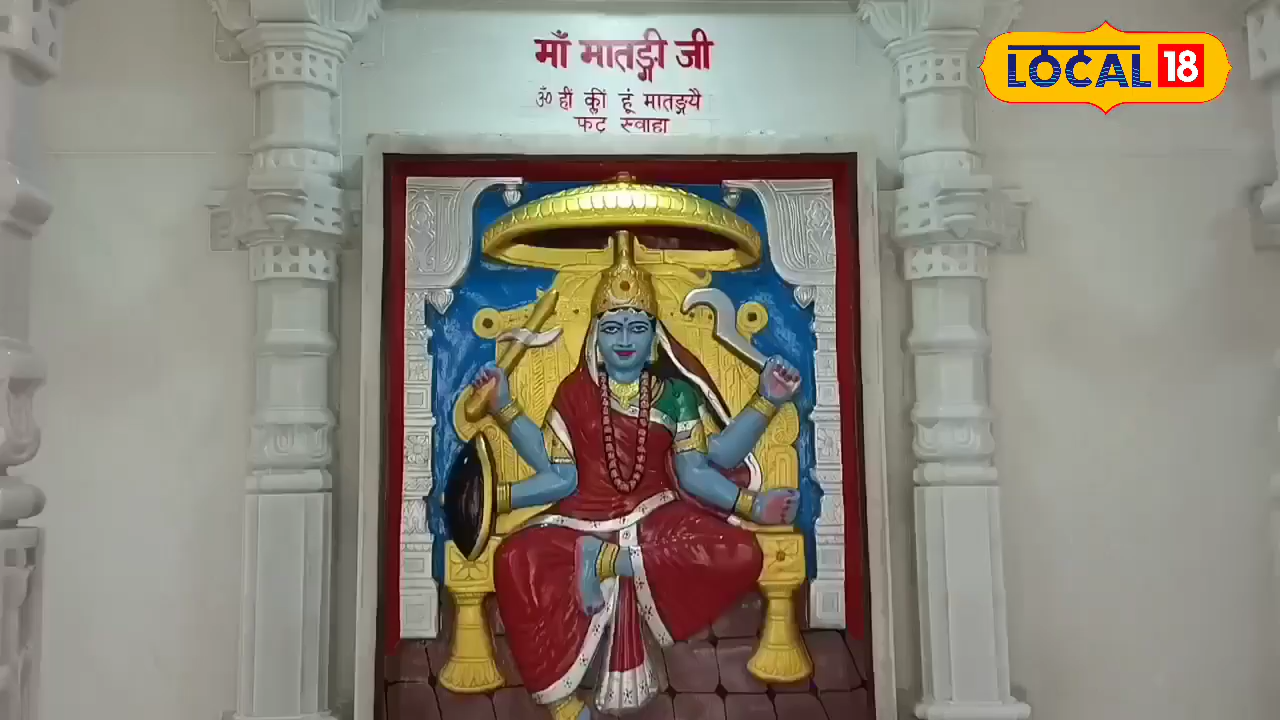 माँ मातङ्गी जी
ॐ हीं क्लीं हूं मातङ्गयै
फट् स्वाहा
LOCAL 18